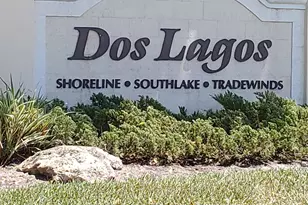 Dos Lagos
SHORELINE • SOUTHLAKE • TRADEWINDS